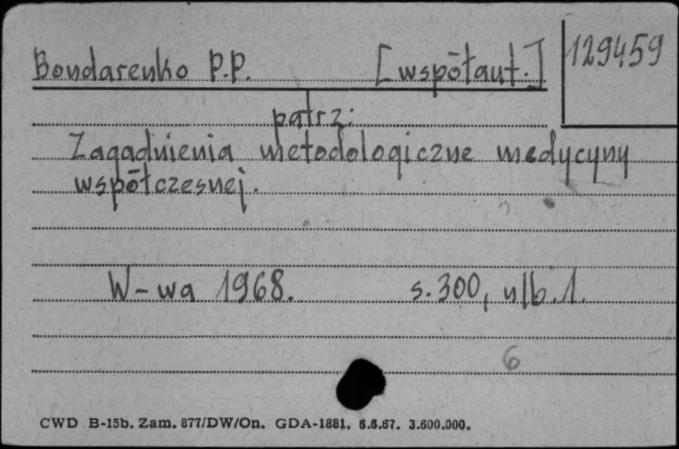 Bondarenko P.P. [współaut.]
129459
patrz:
Zagadnienia metodologiczne medycyny
współczesnej.
W-wa 1968. s. 300, nlb. 1.
6
CWD B-15b. Zam. 877/DW/On. GDA-1881. 6.6.67. 3.600.000.